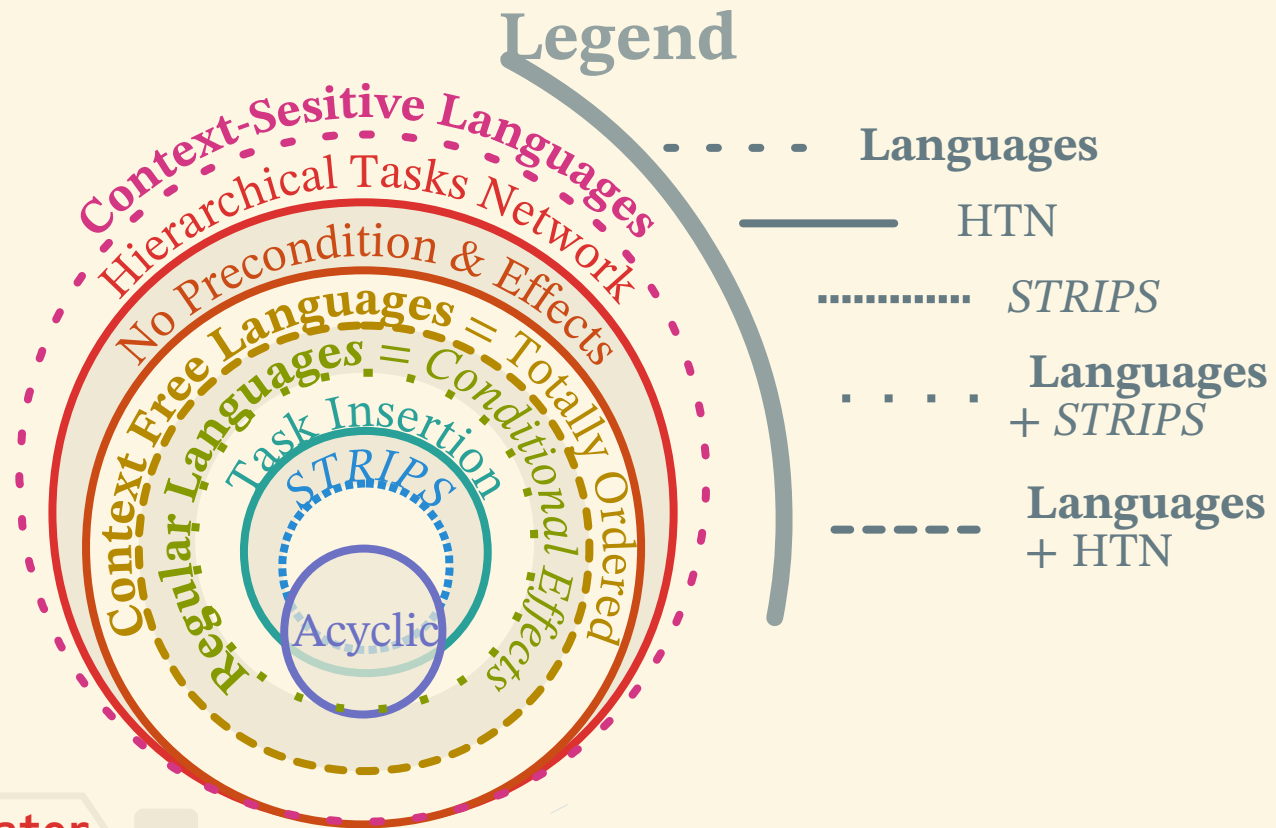 Legend
Context-Sesitive Languages
Hierarchical Tasks Network
No Precondition & Effects
Context Free Languages = Totally Ordered
Regular Languages = Conditional Effects
Task Insertion
STRIPS
Acyclic
Languages
HTN
STRIPS
Languages
+ STRIPS
Languages
+ HTN